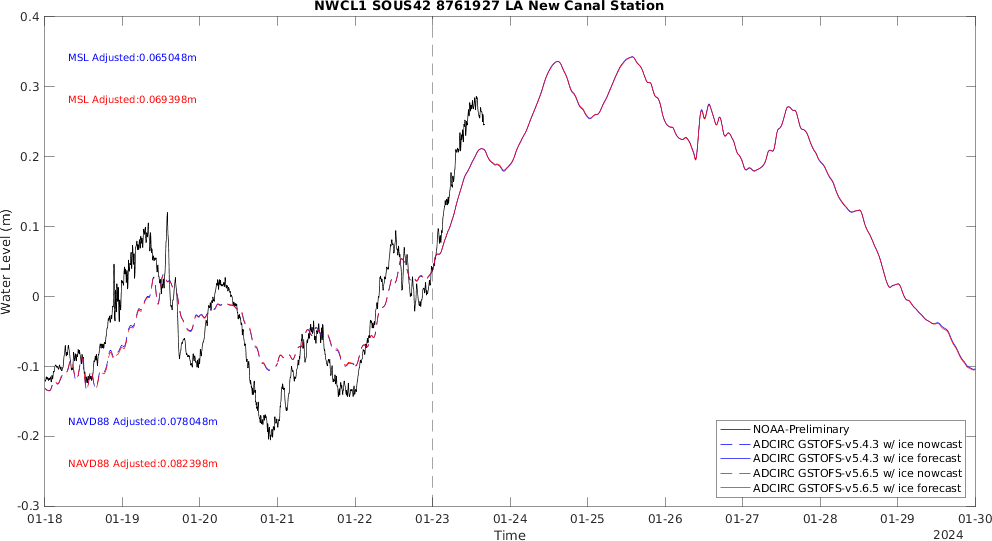 NWCL1 SOUS42 8761927 LA New Canal Station
0.4
0.3
0.2
0.1
0
-0.1
-0.2
-0.3
Water Level (m)
MSL Adjusted:0.065048m
MSL Adjusted:0.069398m
NAVD88 Adjusted:0.078048m
NAVD88 Adjusted:0.082398m
NOAA-Preliminary
ADCIRC GSTOFS-v5.4.3 w/ ice nowcast
ADCIRC GSTOFS-v5.4.3 w/ ice forecast
ADCIRC GSTOFS-v5.6.5 w/ ice nowcast
ADCIRC GSTOFS-v5.6.5 w/ ice forecast
01-18 01-19 01-20 01-21 01-22 01-23 01-24 01-25 01-26 01-27 01-28 01-29 01-30
Time
2024